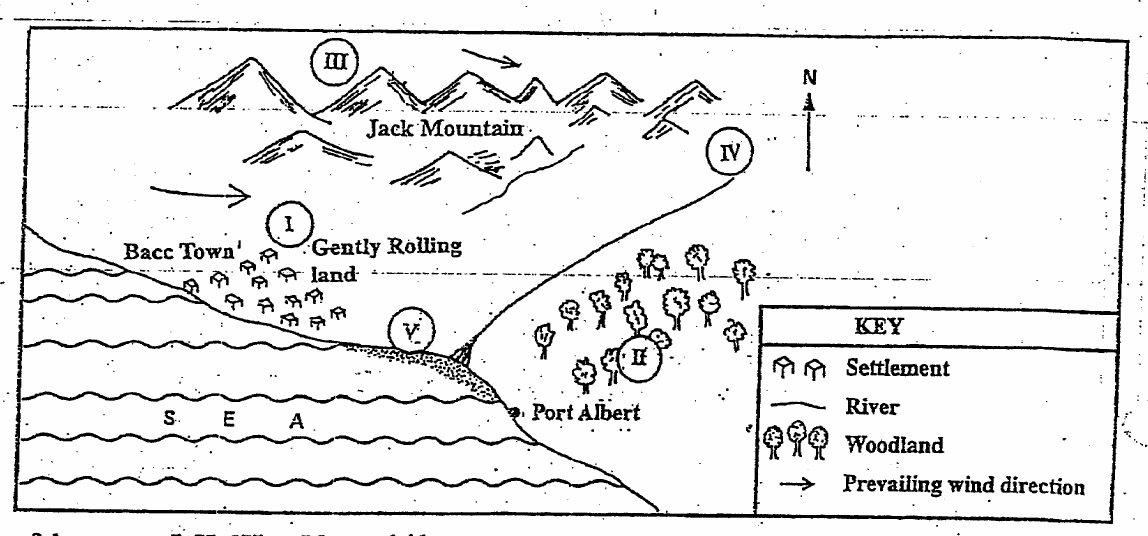 III
N
Jack Mountain
IV
I
Bacc Town
Gently Rolling
land
V
KEY
II
Settlement
S E A
Port Albert
River
Woodland
Prevailing wind direction